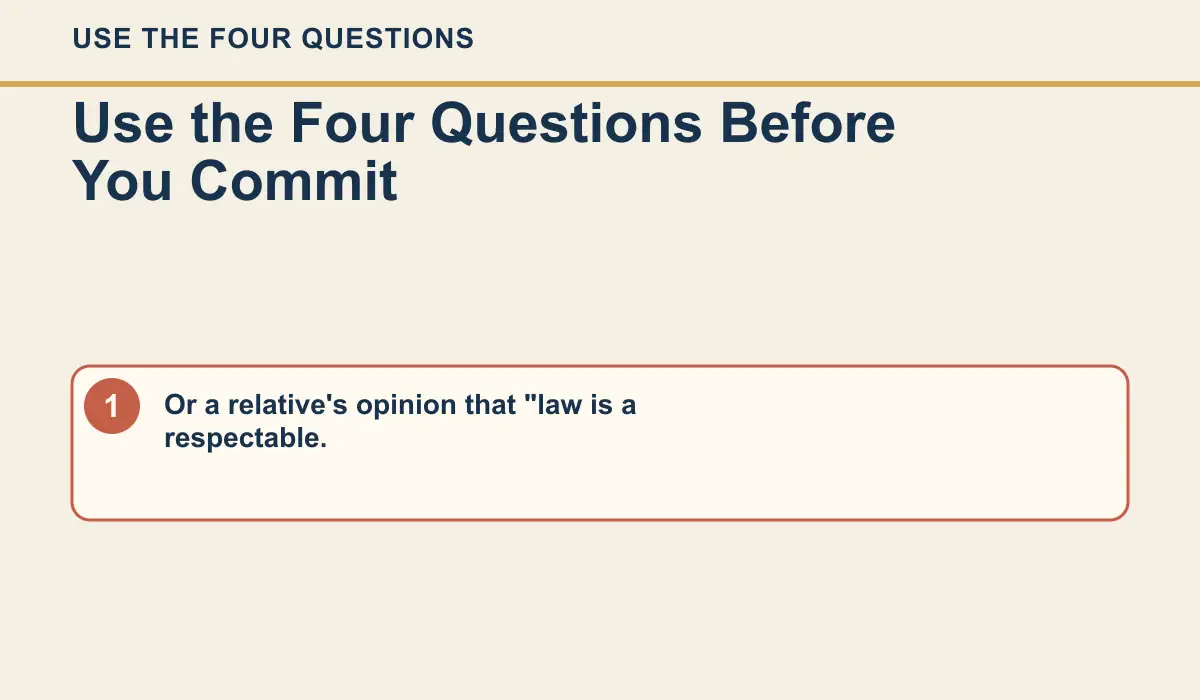 USE THE FOUR QUESTIONS
Use the Four Questions Before
You Commit
1
Or a relative's opinion that "law is a
respectable.